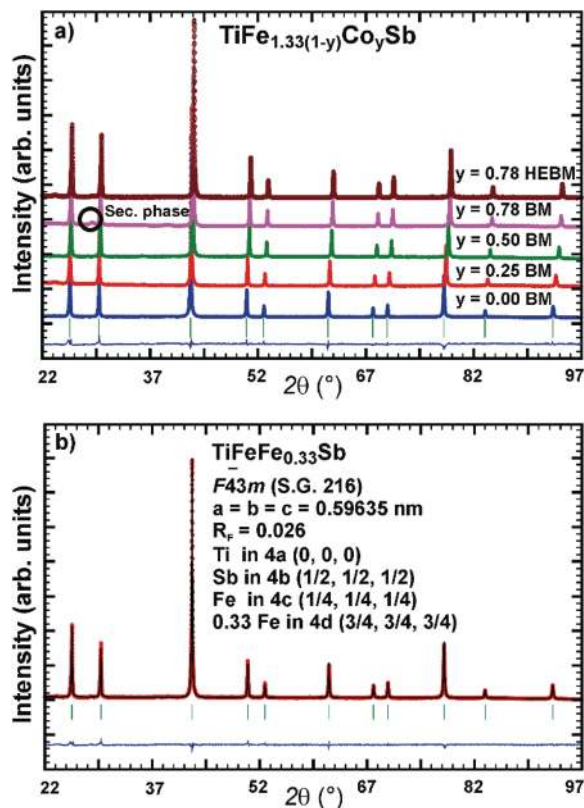 a)
TiFe1.33(1-y)CoySb
Intensity (arb. units)
y = 0.78 HEBM
Sec. phase
y = 0.78 BM
y = 0.50 BM
y = 0.25 BM
y = 0.00 BM
22 37 52 67 82 97
2θ (°)
b)
TiFeFe0.33Sb
F4̅3m (S.G. 216)
a = b = c = 0.59635 nm
RF = 0.026
Ti in 4a (0, 0, 0)
Sb in 4b (1/2, 1/2, 1/2)
Fe in 4c (1/4, 1/4, 1/4)
0.33 Fe in 4d (3/4, 3/4, 3/4)
Intensity (arb. units)
22 37 52 67 82 97
2θ (°)